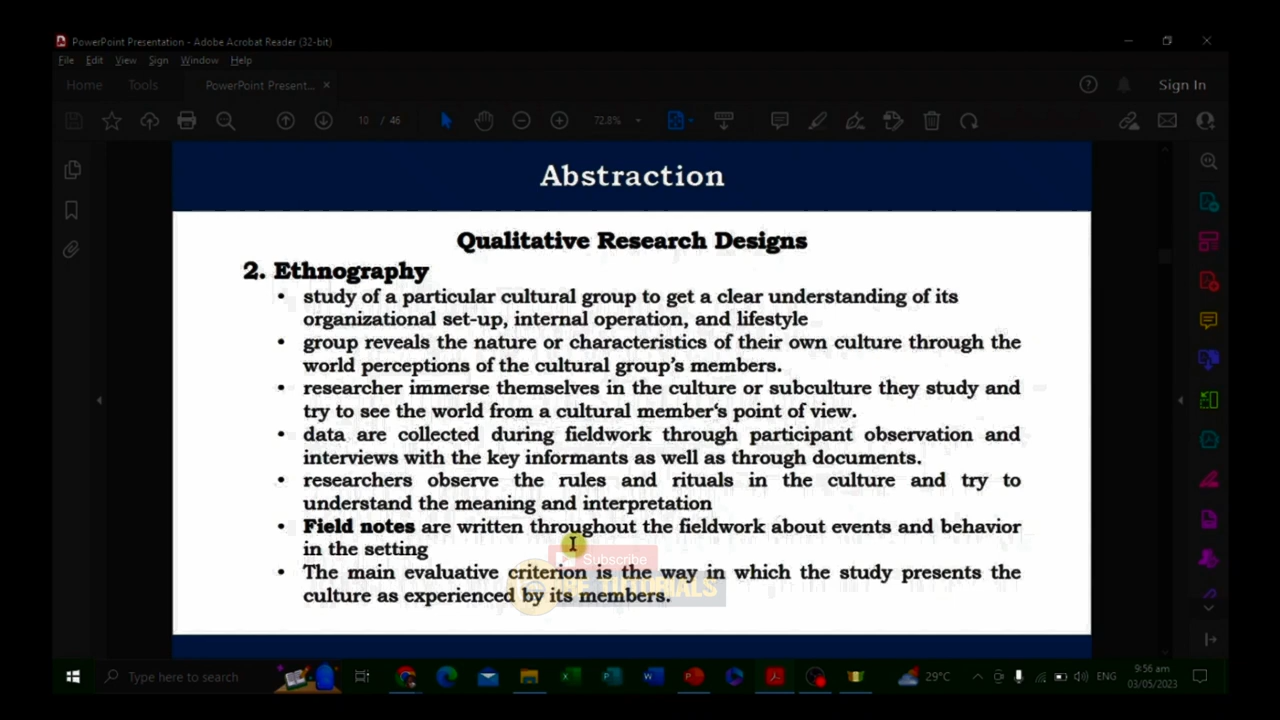 PowerPoint Presentation - Adobe Acrobat Reader (32-bit)
File Edit View Sign Window Help
Home Tools PowerPoint Present... × Sign In
10 / 46 72.8%
Abstraction
Qualitative Research Designs
2. Ethnography
• study of a particular cultural group to get a clear understanding of its
organizational set-up, internal operation, and lifestyle
• group reveals the nature or characteristics of their own culture through the
world perceptions of the cultural group's members.
• researcher immerse themselves in the culture or subculture they study and
try to see the world from a cultural member's point of view.
• data are collected during fieldwork through participant observation and
interviews with the key informants as well as through documents.
• researchers observe the rules and rituals in the culture and try to
understand the meaning and interpretation
• Field notes are written throughout the fieldwork about events and behavior
in the setting
Subscribe
• The main evaluative criterion is the way in which the study presents the
TUTORIALS
culture as experienced by its members.
Type here to search
29°C
ENG
9:56 am
03/05/2023